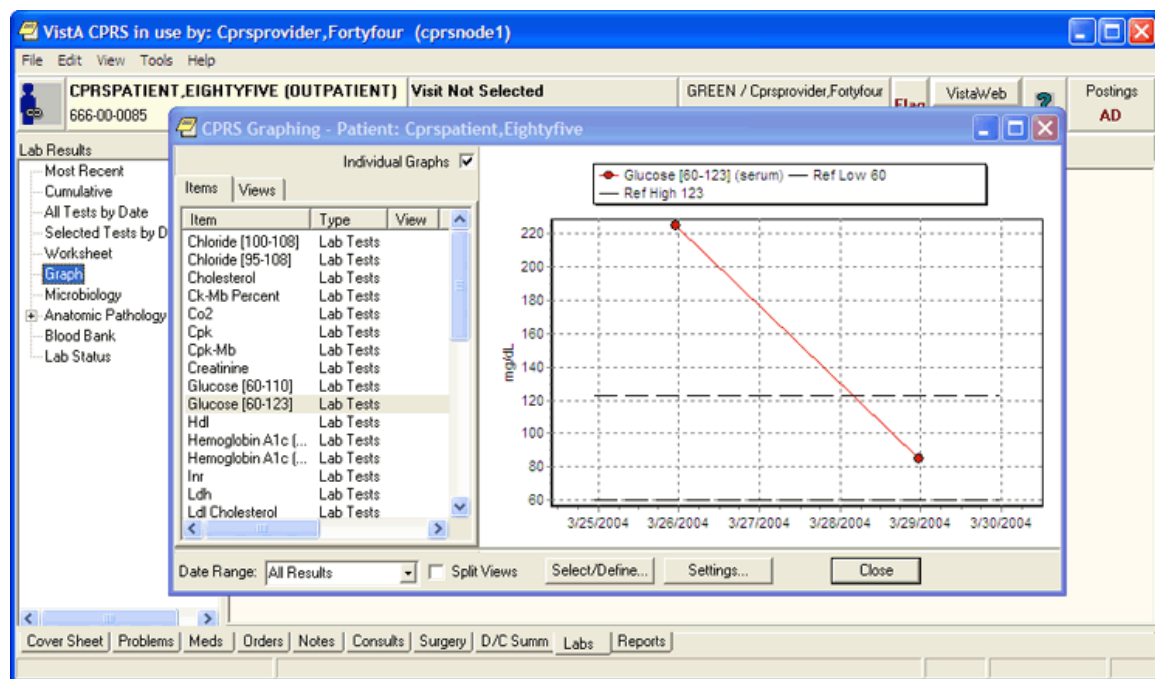 VistA CPRS in use by: Cprsprovider,Fortyfour (cprsnode1)
File Edit View Tools Help
CPRSPATIENT,EIGHTYFIVE (OUTPATIENT) Visit Not Selected GREEN / Cprsprovider,Fortyfour Flag VistaWeb Postings
666-00-0085 AD
CPRS Graphing - Patient: Cprspatient,Eightyfive
Lab Results
Most Recent
Cumulative
All Tests by Date
Selected Tests by D
Worksheet
Graph
Microbiology
Anatomic Pathology
Blood Bank
Lab Status
Individual Graphs
Items Views
Item Type View
Chloride [100-108] Lab Tests
Chloride [95-108] Lab Tests
Cholesterol Lab Tests
Ck-Mb Percent Lab Tests
Co2 Lab Tests
Cpk Lab Tests
Cpk-Mb Lab Tests
Creatinine Lab Tests
Glucose [60-110] Lab Tests
Glucose [60-123] Lab Tests
Hdl Lab Tests
Hemoglobin A1c (... Lab Tests
Hemoglobin A1c (... Lab Tests
Inr Lab Tests
Ldh Lab Tests
Ldl Cholesterol Lab Tests
Glucose [60-123] (serum) Ref Low 60
Ref High 123
220
200
180
160
140
120
100
80
60
mg/dL
3/25/2004 3/26/2004 3/27/2004 3/28/2004 3/29/2004 3/30/2004
Date Range: All Results Split Views Select/Define... Settings... Close
Cover Sheet Problems Meds Orders Notes Consults Surgery D/C Summ Labs Reports